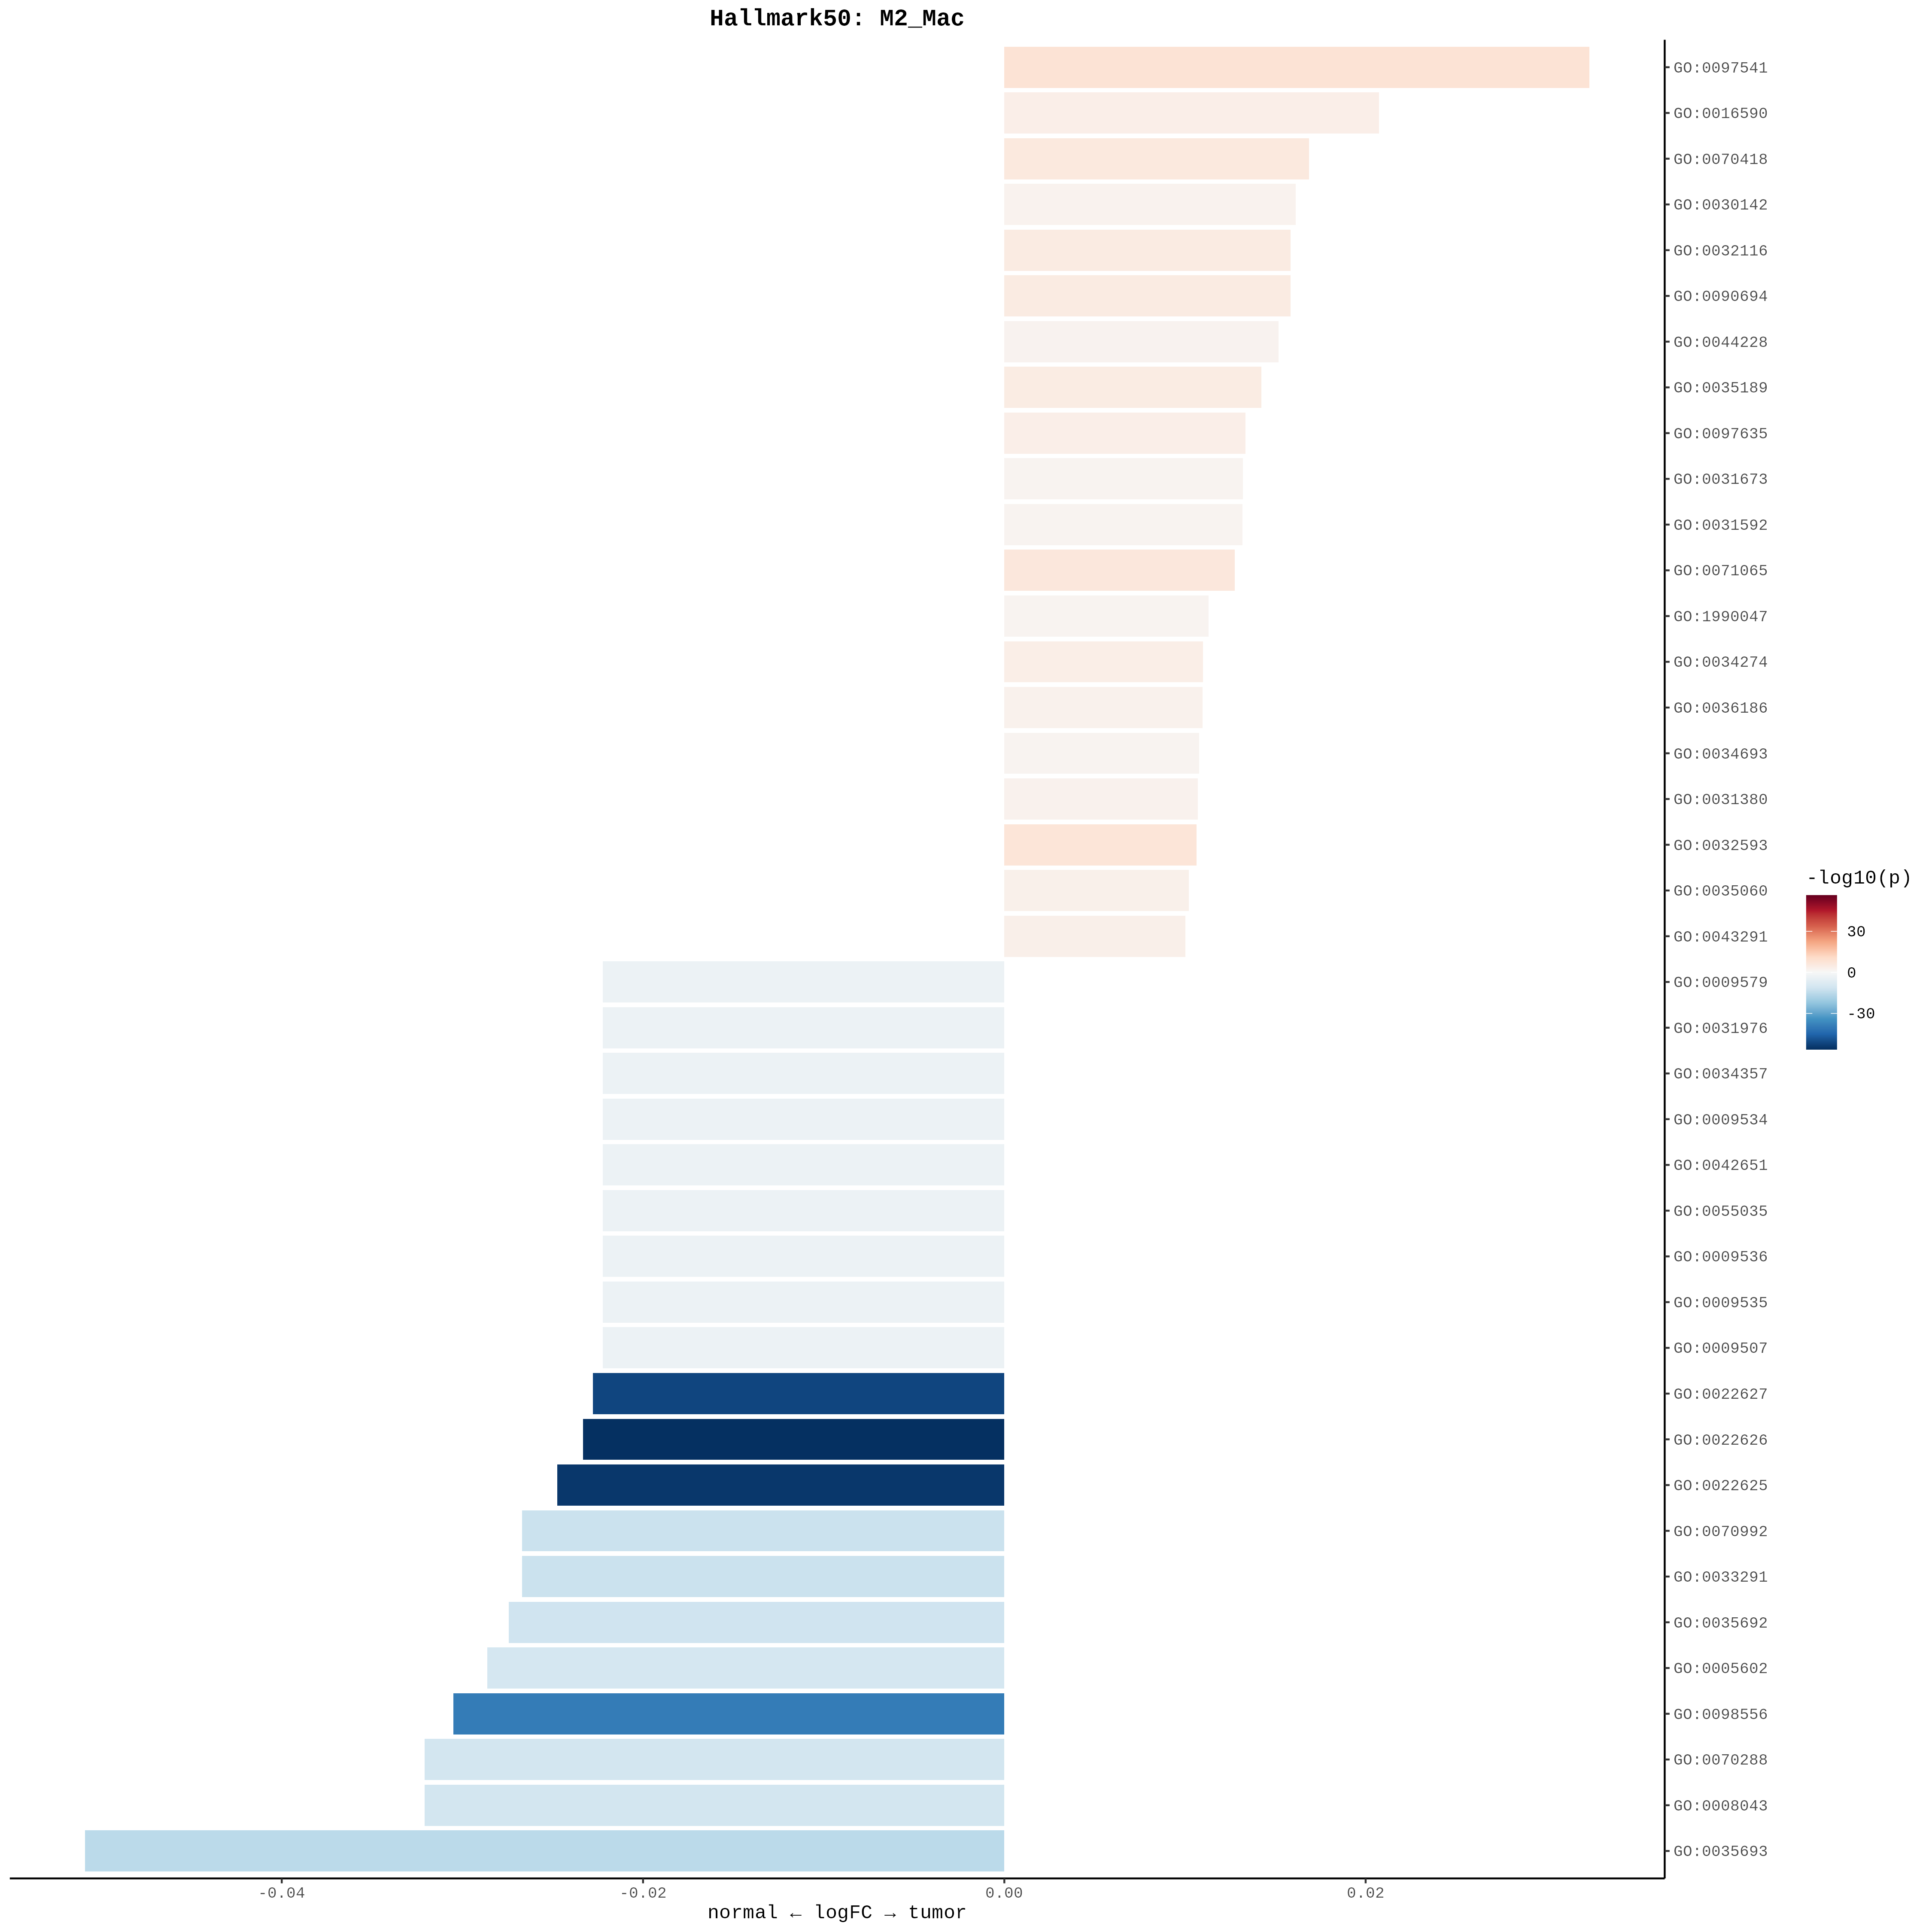 Hallmark50: M2_Mac
GO:0097541
GO:0016590
GO:0070418
GO:0030142
GO:0032116
GO:0090694
GO:0044228
GO:0035189
GO:0097635
GO:0031673
GO:0031592
GO:0071065
GO:1990047
GO:0034274
GO:0036186
GO:0034693
GO:0031380
GO:0032593
GO:0035060
GO:0043291
GO:0009579
GO:0031976
GO:0034357
GO:0009534
GO:0042651
GO:0055035
GO:0009536
GO:0009535
GO:0009507
GO:0022627
GO:0022626
GO:0022625
GO:0070992
GO:0033291
GO:0035692
GO:0005602
GO:0098556
GO:0070288
GO:0008043
GO:0035693
-log10(p)
30
0
-30
-0.04 -0.02 0.00 0.02
normal ← logFC → tumor